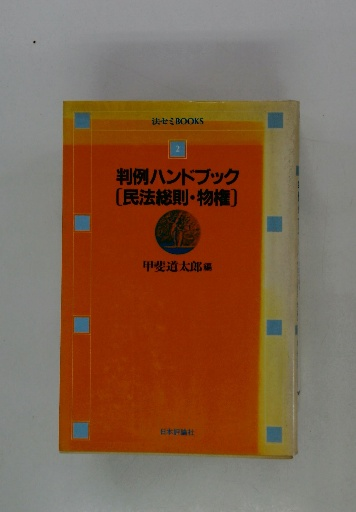 法セミBOOKS
2
判例ハンドブック
〔民法総則・物権〕
甲斐道太郎編
日本評論社